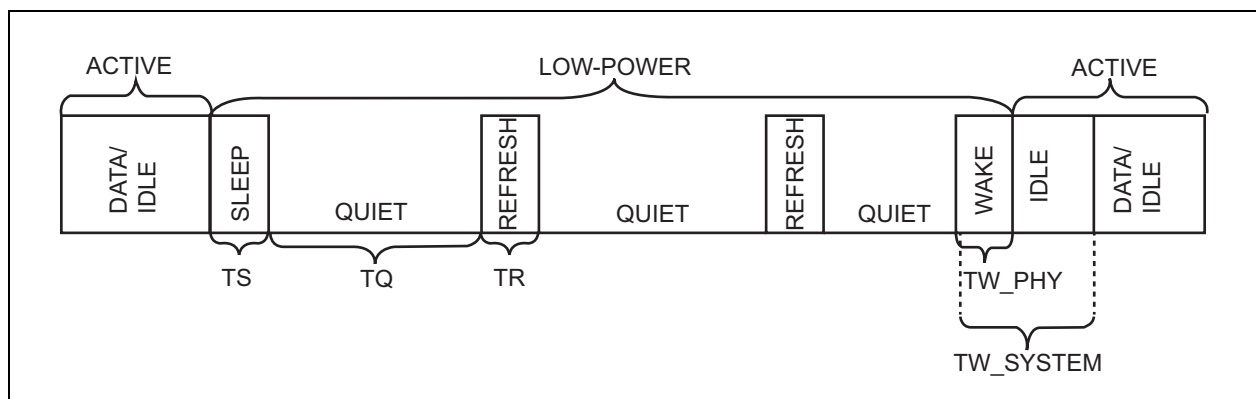 ACTIVE
LOW-POWER
ACTIVE
DATA/
IDLE
SLEEP
QUIET
REFRESH
QUIET
REFRESH
QUIET
WAKE
IDLE
DATA/
IDLE
TS
TQ
TR
TW_PHY
TW_SYSTEM